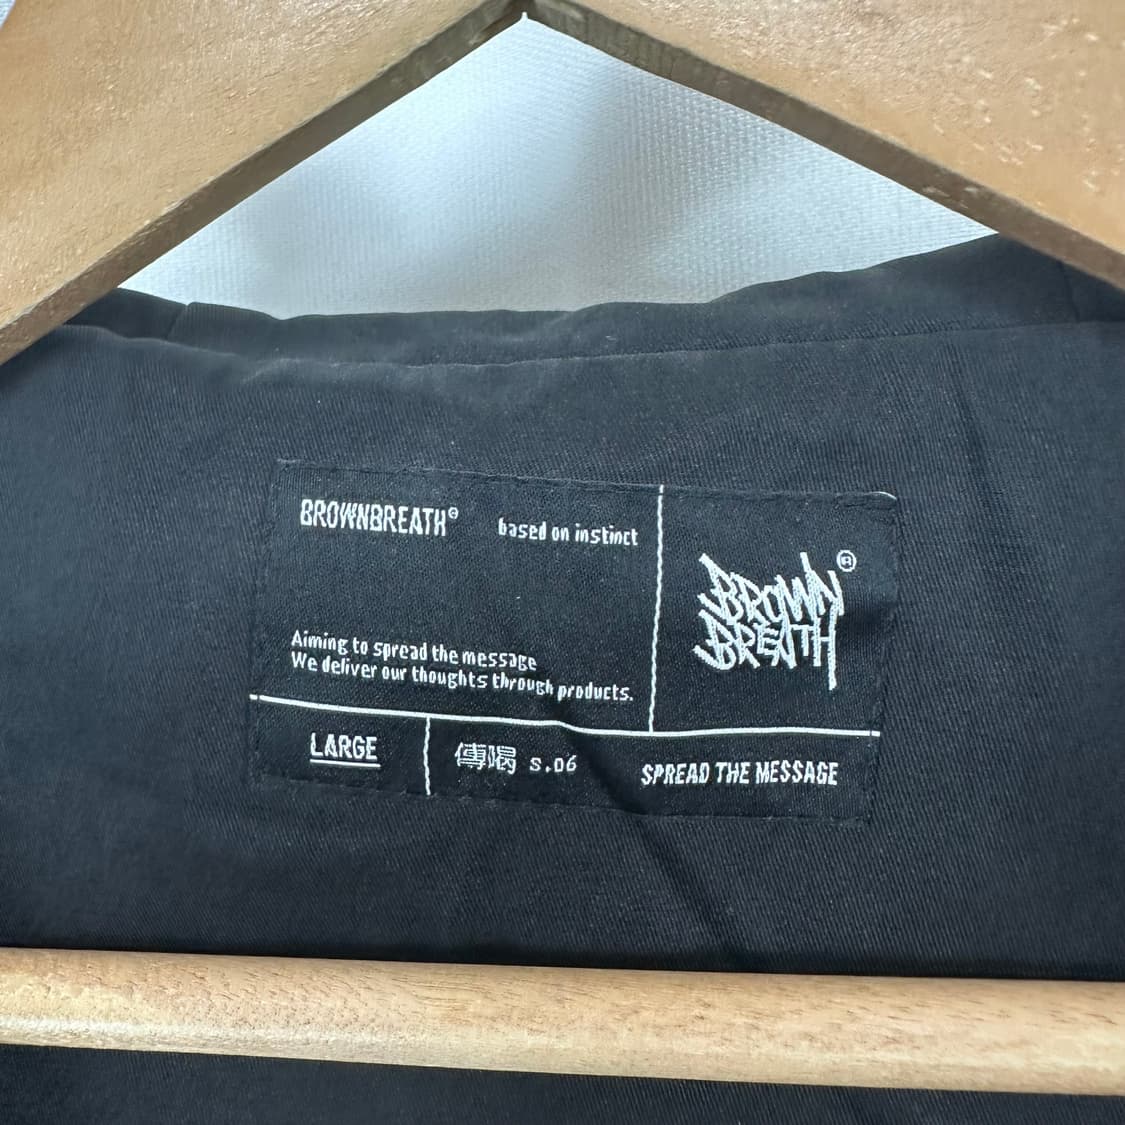 BROWNBREATH® based on instinct
Aiming to spread the message
We deliver our thoughts through products.
BROWN ®
BREATH
LARGE
傳喝 s.06
SPREAD THE MESSAGE